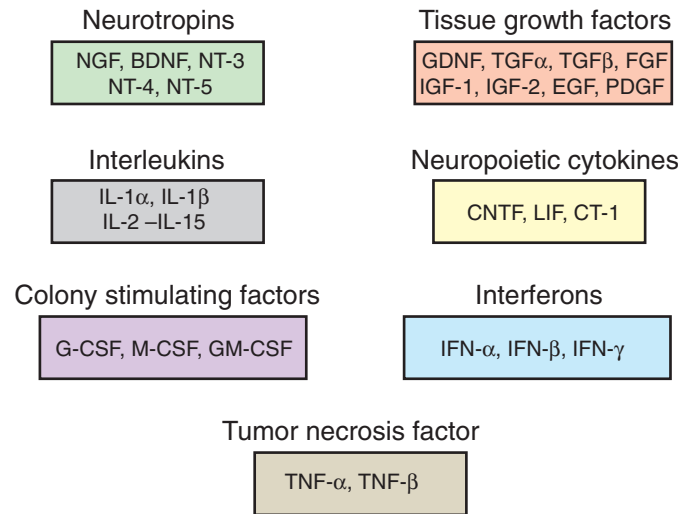 Neurotropins
NGF, BDNF, NT-3
NT-4, NT-5
Tissue growth factors
GDNF, TGFα, TGFβ, FGF
IGF-1, IGF-2, EGF, PDGF
Interleukins
IL-1α, IL-1β
IL-2 –IL-15
Neuropoietic cytokines
CNTF, LIF, CT-1
Colony stimulating factors
G-CSF, M-CSF, GM-CSF
Interferons
IFN-α, IFN-β, IFN-γ
Tumor necrosis factor
TNF-α, TNF-β